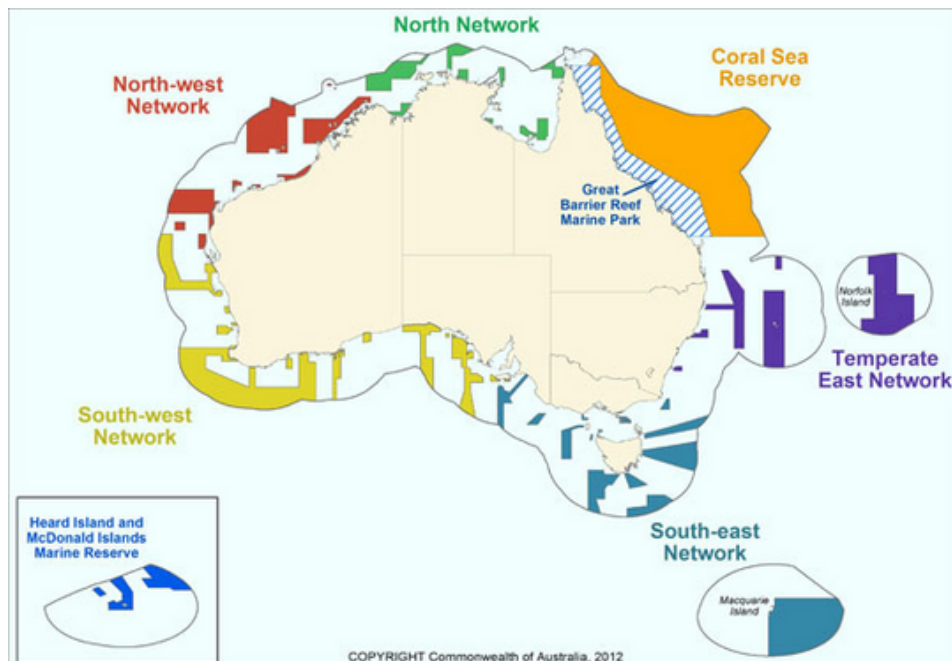 North Network
Coral Sea
Reserve
North-west
Network
Great
Barrier Reef
Marine Park
Norfolk
Island
Temperate
East Network
South-west
Network
Heard Island and
McDonald Islands
Marine Reserve
South-east
Network
Macquarie
Island
COPYRIGHT Commonwealth of Australia, 2012